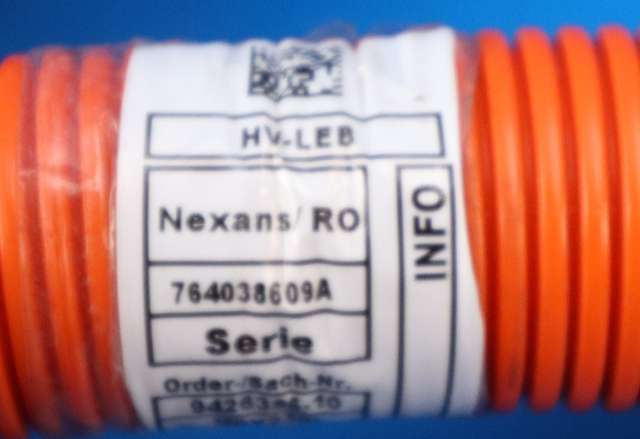 HV-LEB
Nexans/ RO
INFO
764038609A
Serie
Order-/Sach-Nr.